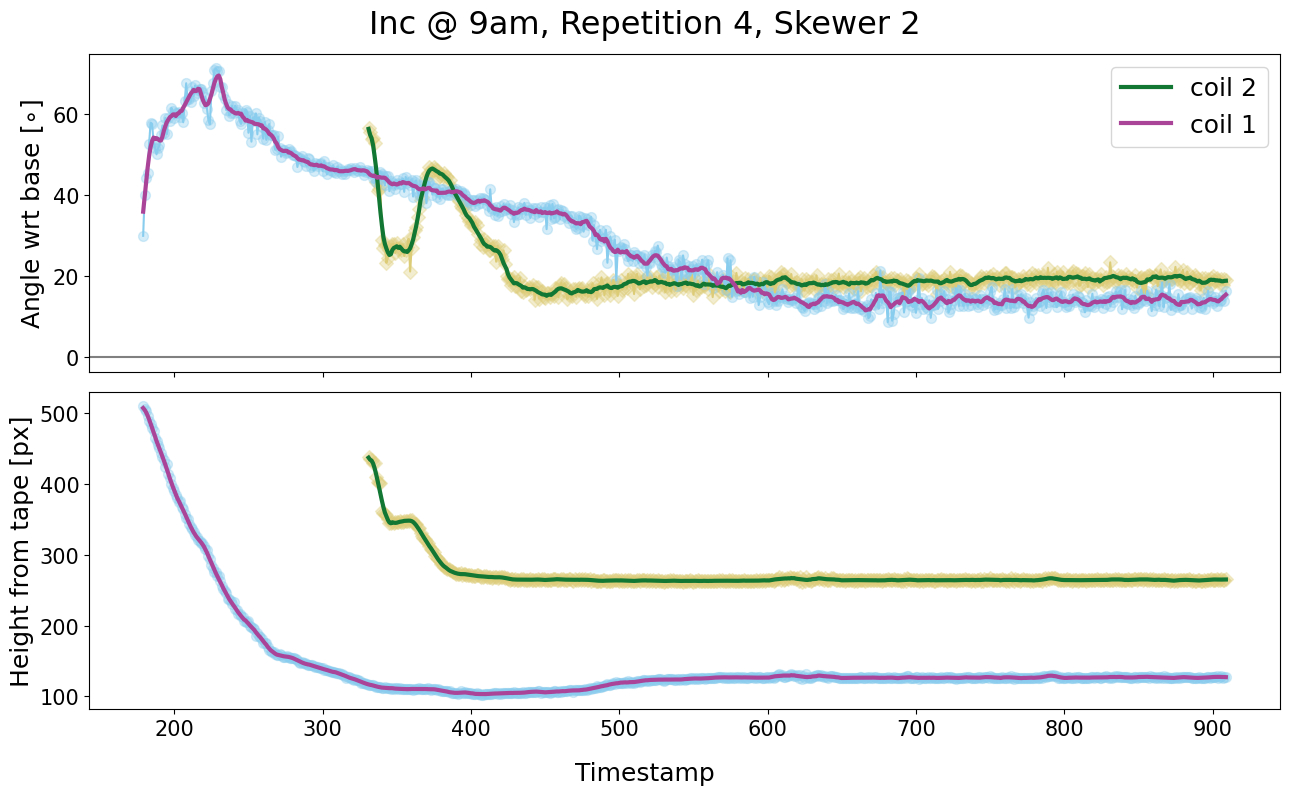 Inc @ 9am, Repetition 4, Skewer 2
Angle wrt base [∘]
60
40
20
0
coil 2
coil 1
Height from tape [px]
500
400
300
200
100
200 300 400 500 600 700 800 900
Timestamp